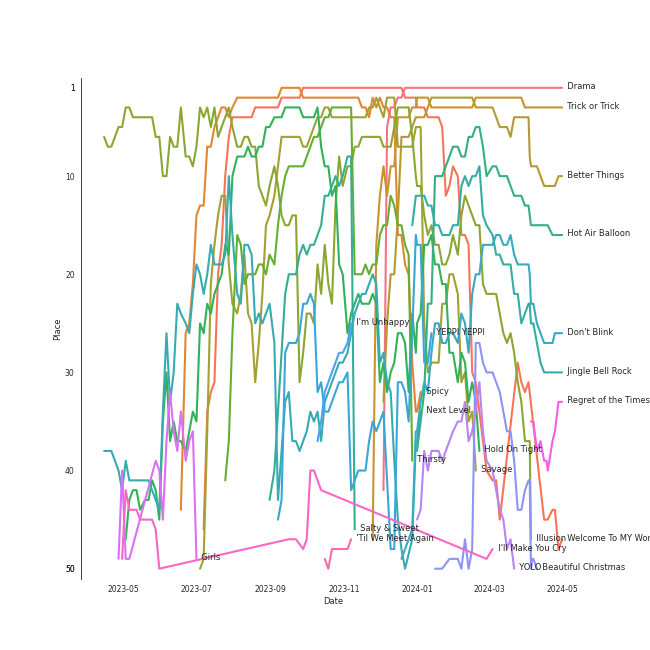 1
Drama
Trick or Trick
10
Better Things
Hot Air Balloon
20
I'm Unhappy
YEPPI YEPPI
Don't Blink
Place
30
Jingle Bell Rock
Spicy
Regret of the Times
Next Level
Hold On Tight
40
Thirsty
Savage
Salty & Sweet
'Til We Meet Again
Illusion
Welcome To MY Wor
I'll Make You Cry
Girls
50
YOLO
Beautiful Christmas
2023-05
2023-07
2023-09
2023-11
2024-01
2024-03
2024-05
Date